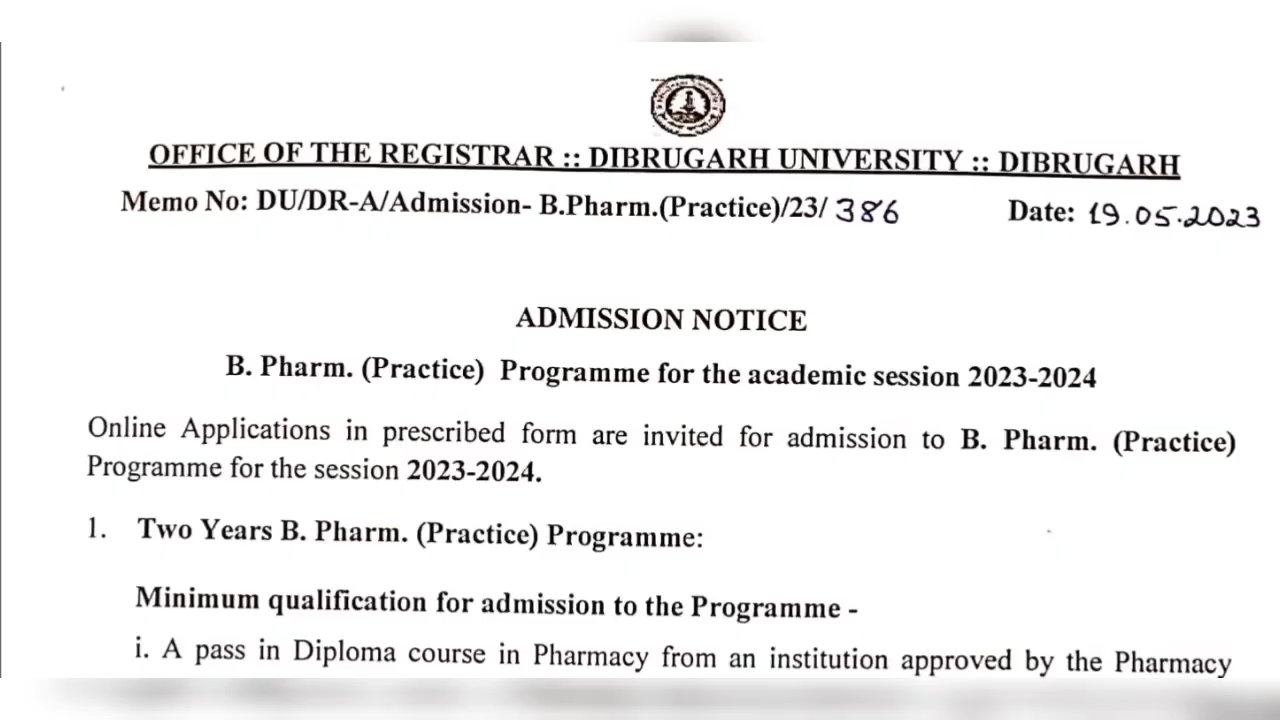 OFFICE OF THE REGISTRAR :: DIBRUGARH UNIVERSITY :: DIBRUGARH
Memo No: DU/DR-A/Admission- B.Pharm.(Practice)/23/ 386 Date: 19.05.2023
ADMISSION NOTICE
B. Pharm. (Practice) Programme for the academic session 2023-2024
Online Applications in prescribed form are invited for admission to B. Pharm. (Practice)
Programme for the session 2023-2024.
1. Two Years B. Pharm. (Practice) Programme:
Minimum qualification for admission to the Programme -
i. A pass in Diploma course in Pharmacy from an institution approved by the Pharmacy